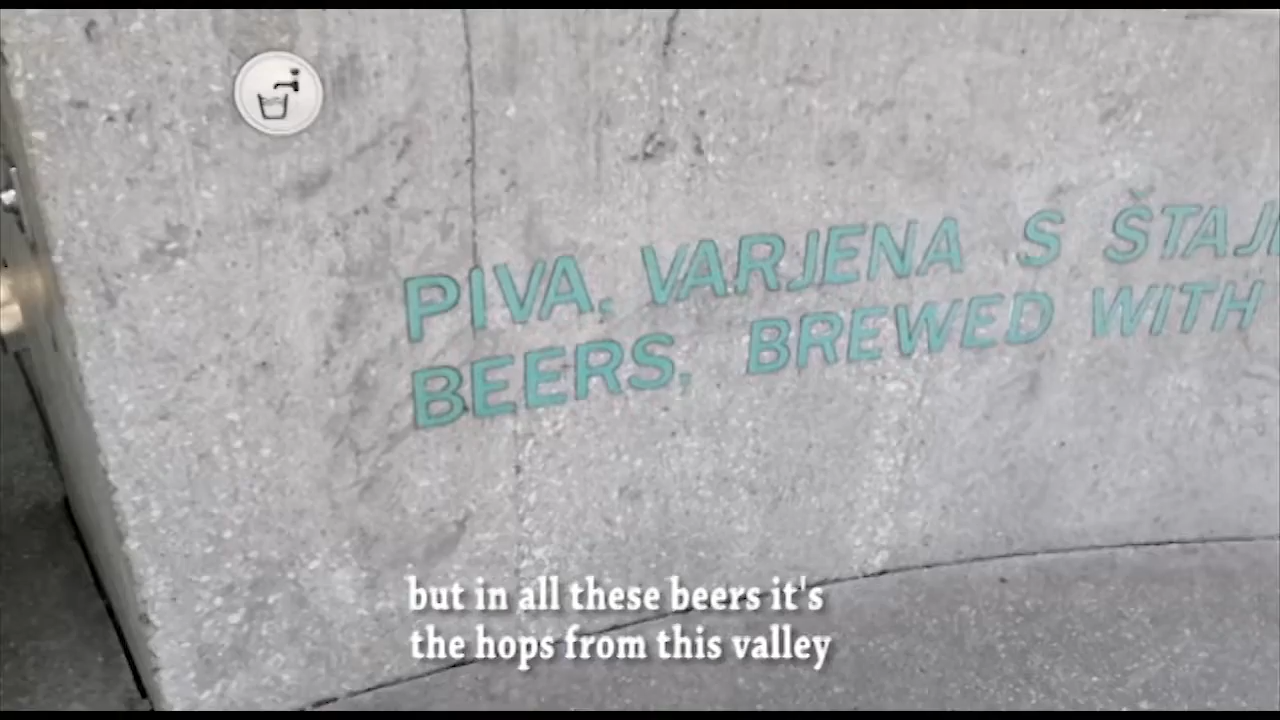 PIVA, VARJENA S
BEERS, BREWED WITH
but in all these beers it's
the hops from this valley